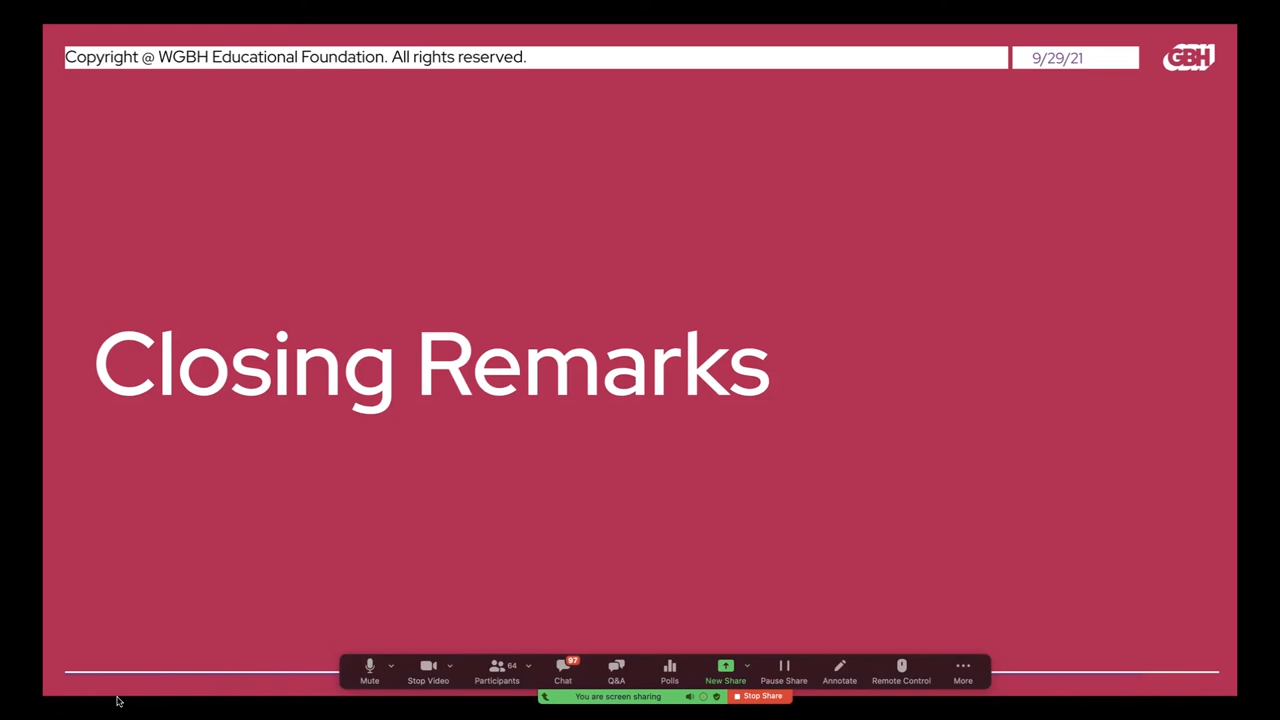 Copyright @ WGBH Educational Foundation. All rights reserved.
9/29/21
GBH
Closing Remarks
64
97
Mute
Stop Video
Participants
Chat
Q&A
Polls
New Share
Pause Share
Annotate
Remote Control
More
You are screen sharing
Stop Share